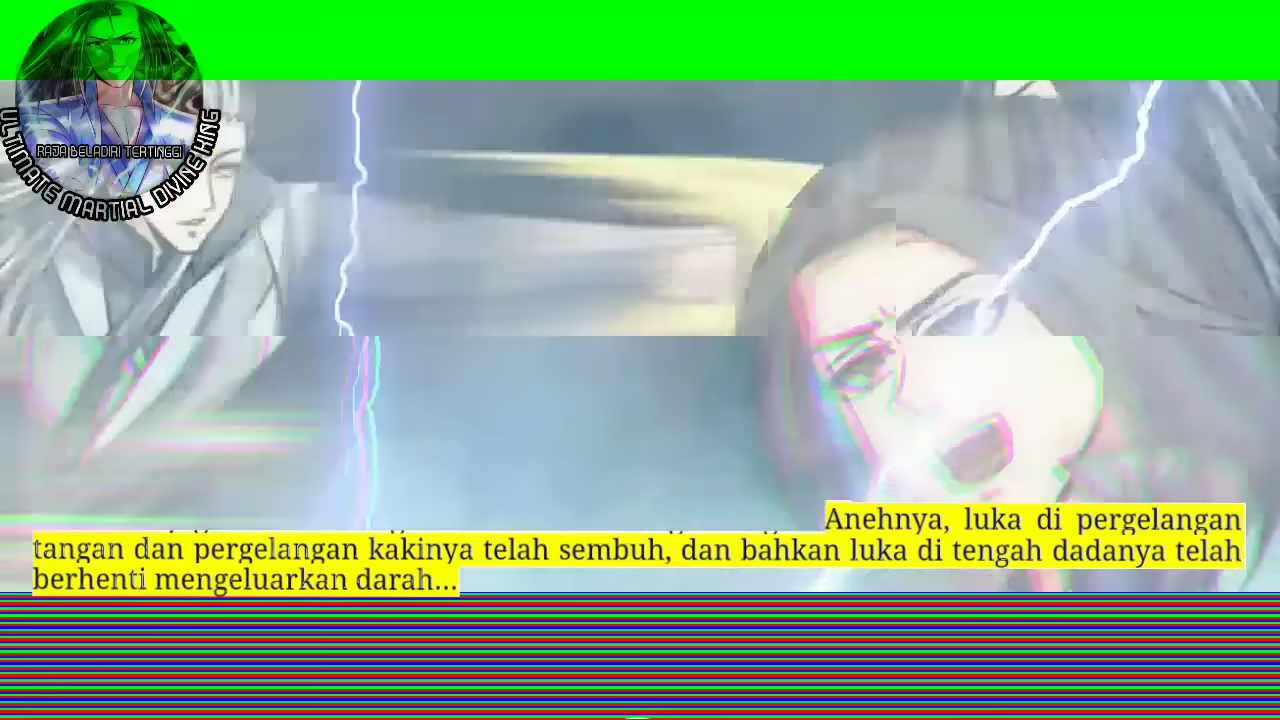 RAJA BELADIRI TERTINGGI
ULTIMATE MARTIAL DIVINE KING
Anehnya, luka di pergelangan
tangan dan pergelangan kakinya telah sembuh, dan bahkan luka di tengah dadanya telah
berhenti mengeluarkan darah...